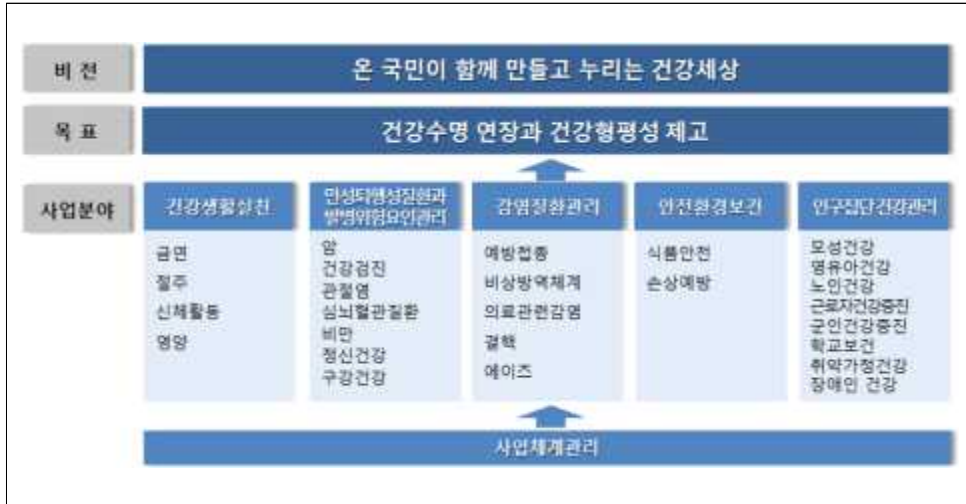 비 전
온 국민이 함께 만들고 누리는 건강세상
목 표
건강수명 연장과 건강형평성 제고
사업분야
건강생활실천
만성퇴행성질환과
발병위험요인관리
감염질환관리
안전환경보건
인구집단건강관리
금연
절주
신체활동
영양
암
건강검진
관절염
심뇌혈관질환
비만
정신건강
구강건강
예방접종
비상방역체계
의료관련감염
결핵
에이즈
식품안전
손상예방
모성건강
영유아건강
노인건강
근로자건강증진
군인건강증진
학교보건
취약가정건강
장애인 건강
사업체계관리